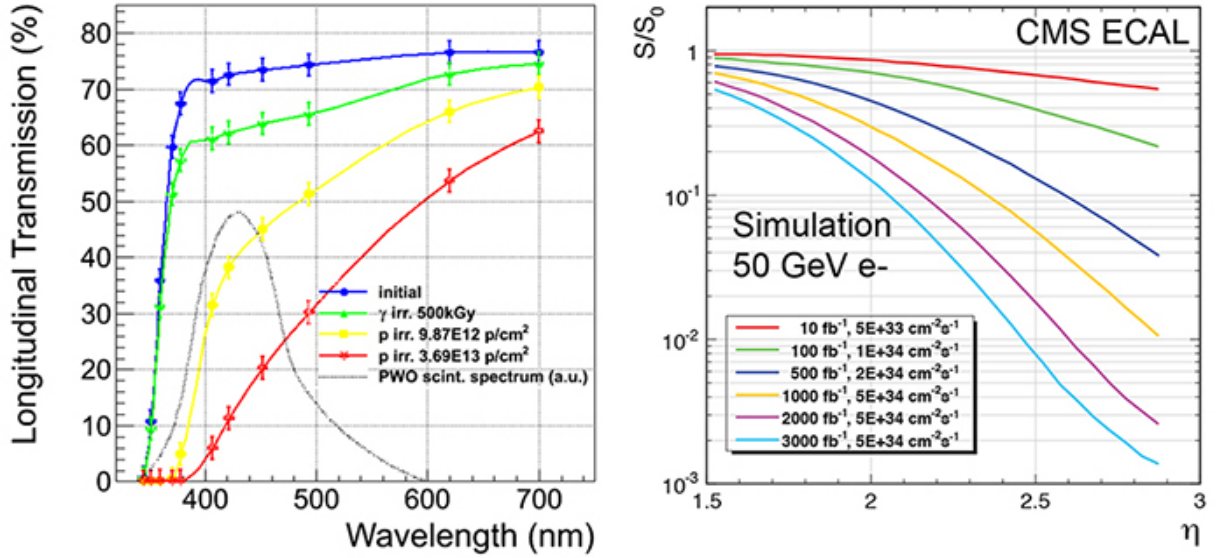 Longitudinal Transmission (%)
80
70
60
50
40
30
20
10
0
initial
γ irr. 500kGy
p irr. 9.87E12 p/cm²
p irr. 3.69E13 p/cm²
PWO scint. spectrum (a.u.)
400 500 600 700
Wavelength (nm)
S/S₀
CMS ECAL
1
10⁻¹
10⁻²
10⁻³
Simulation
50 GeV e-
10 fb⁻¹, 5E+33 cm⁻²s⁻¹
100 fb⁻¹, 1E+34 cm⁻²s⁻¹
500 fb⁻¹, 2E+34 cm⁻²s⁻¹
1000 fb⁻¹, 5E+34 cm⁻²s⁻¹
2000 fb⁻¹, 5E+34 cm⁻²s⁻¹
3000 fb⁻¹, 5E+34 cm⁻²s⁻¹
1.5 2 2.5 3
η